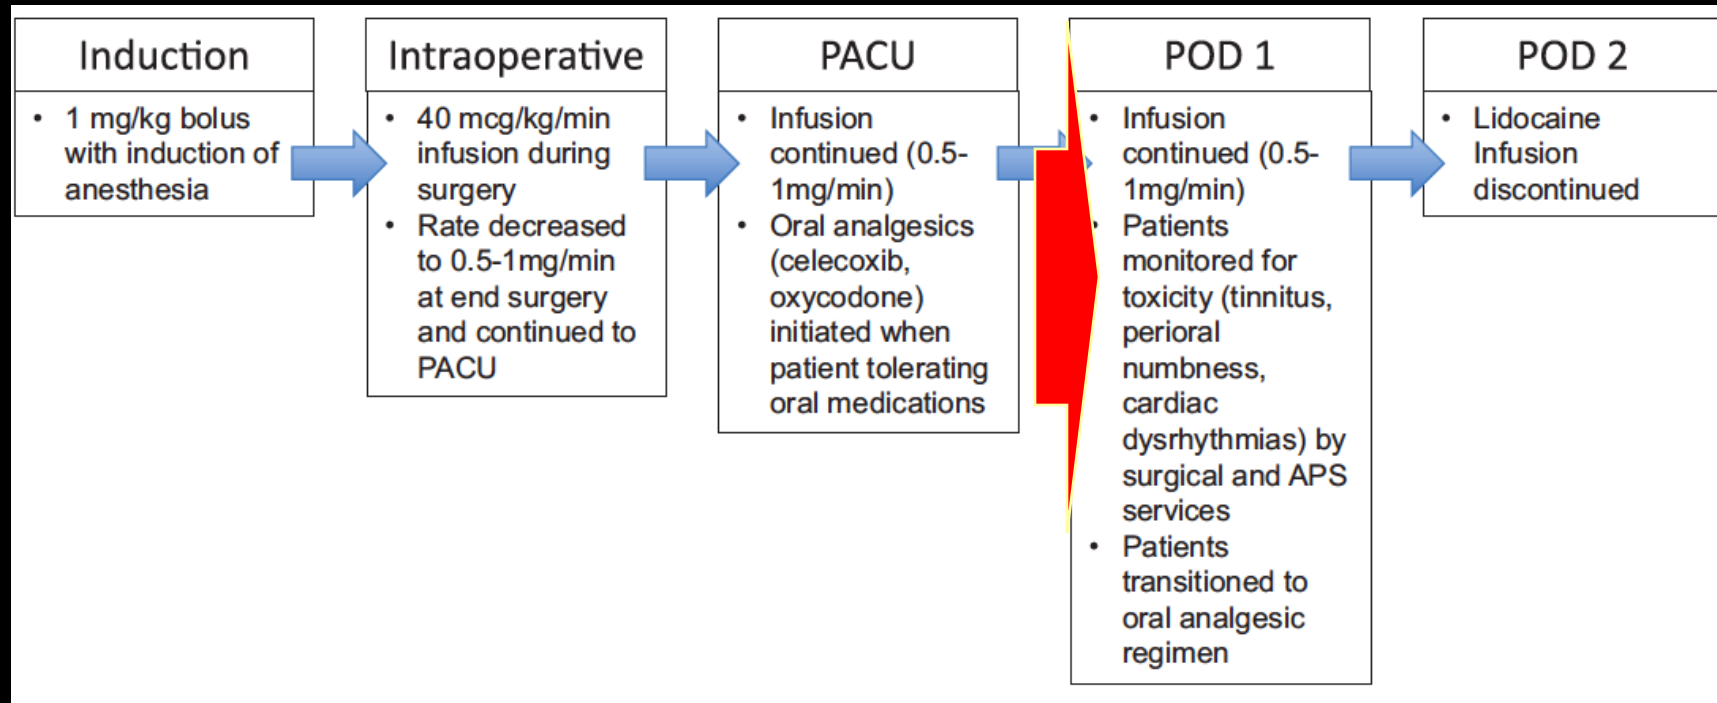 Induction
• 1 mg/kg bolus
with induction of
anesthesia
Intraoperative
• 40 mcg/kg/min
infusion during
surgery
• Rate decreased
to 0.5-1mg/min
at end surgery
and continued to
PACU
PACU
• Infusion
continued (0.5-
1mg/min)
• Oral analgesics
(celecoxib,
oxycodone)
initiated when
patient tolerating
oral medications
POD 1
• Infusion
continued (0.5-
1mg/min)
• Patients
monitored for
toxicity (tinnitus,
perioral
numbness,
cardiac
dysrhythmias) by
surgical and APS
services
• Patients
transitioned to
oral analgesic
regimen
POD 2
• Lidocaine
Infusion
discontinued